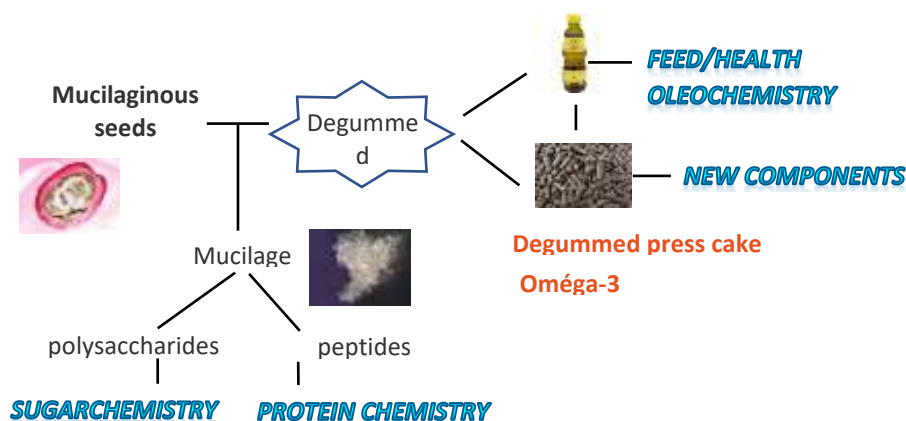 FEED/HEALTH
OLEOCHEMISTRY
Mucilaginous
seeds
Degumme
d
NEW COMPONENTS
Degummed press cake
Oméga-3
Mucilage
polysaccharides
peptides
SUGARCHEMISTRY
PROTEIN CHEMISTRY